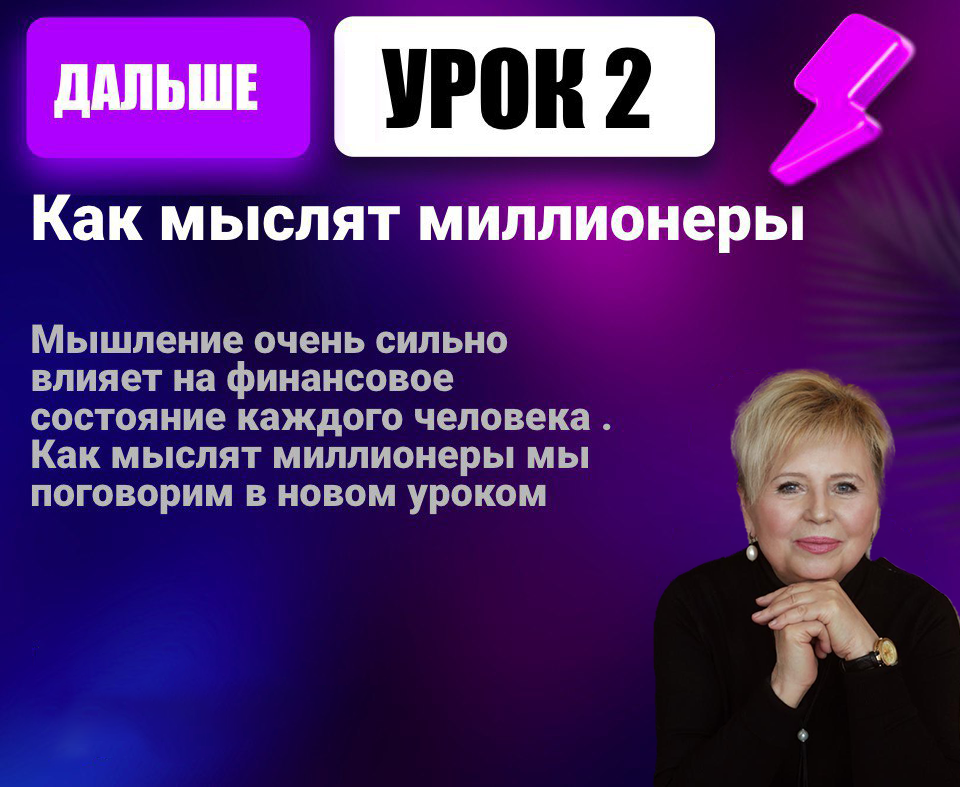 ДАЛЬШЕ
УРОК 2
Как мыслят миллионеры
Мышление очень сильно
влияет на финансовое
состояние каждого человека .
Как мыслят миллионеры мы
поговорим в новом уроком